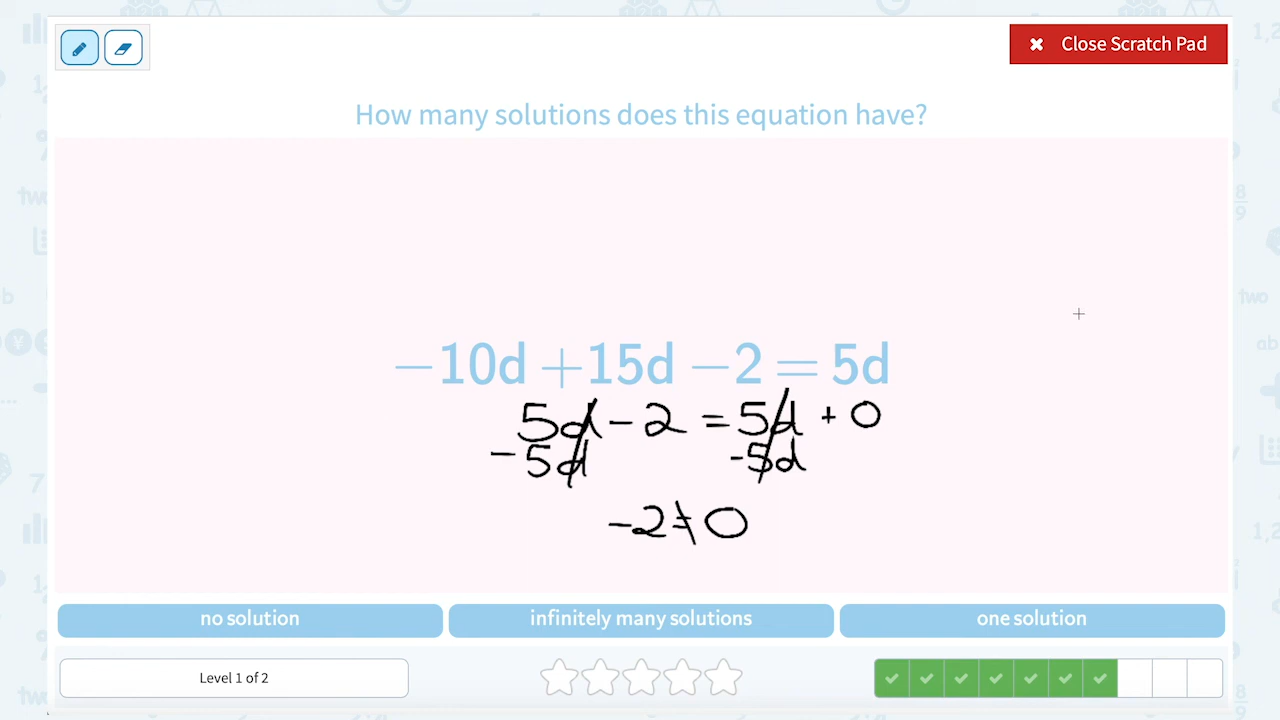 Close Scratch Pad
How many solutions does this equation have?
−10d + 15d − 2 = 5d
5d − 2 = 5d + 0
−5d -5d
−2 ≠ 0
no solution
infinitely many solutions
one solution
Level 1 of 2